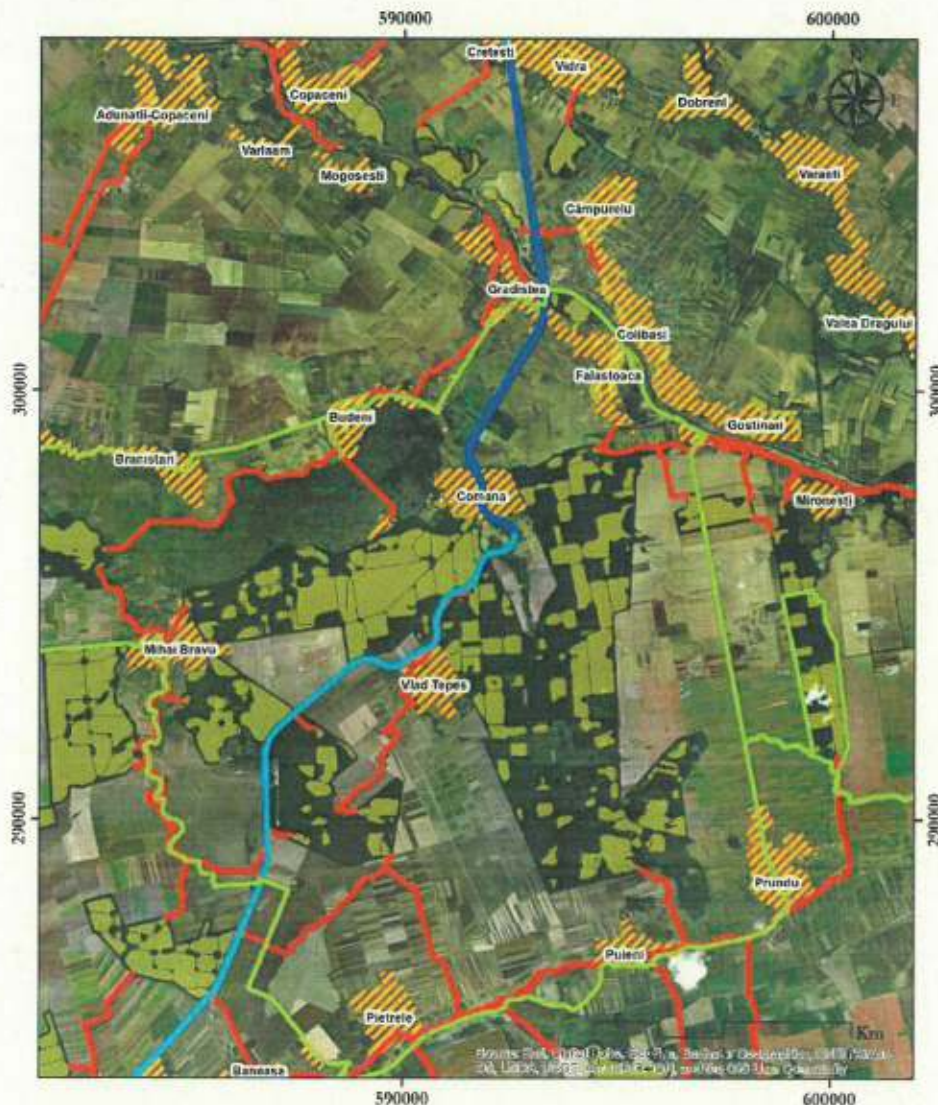 590000
600000
Cretesti
Vidra
Copaceni
Dobreni
Adunatii-Copaceni
Varlaam
Mogosesti
Varasti
Câmpurelu
Gradistea
Colibasi
Valea Dragului
Falastoaca
300000
300000
Budeni
Gostinari
Branistari
Comana
Mironesti
Mihai Bravu
Vlad Tepes
290000
290000
Prundu
Puieni
Pietrele
Km
Baneasa
590000
600000